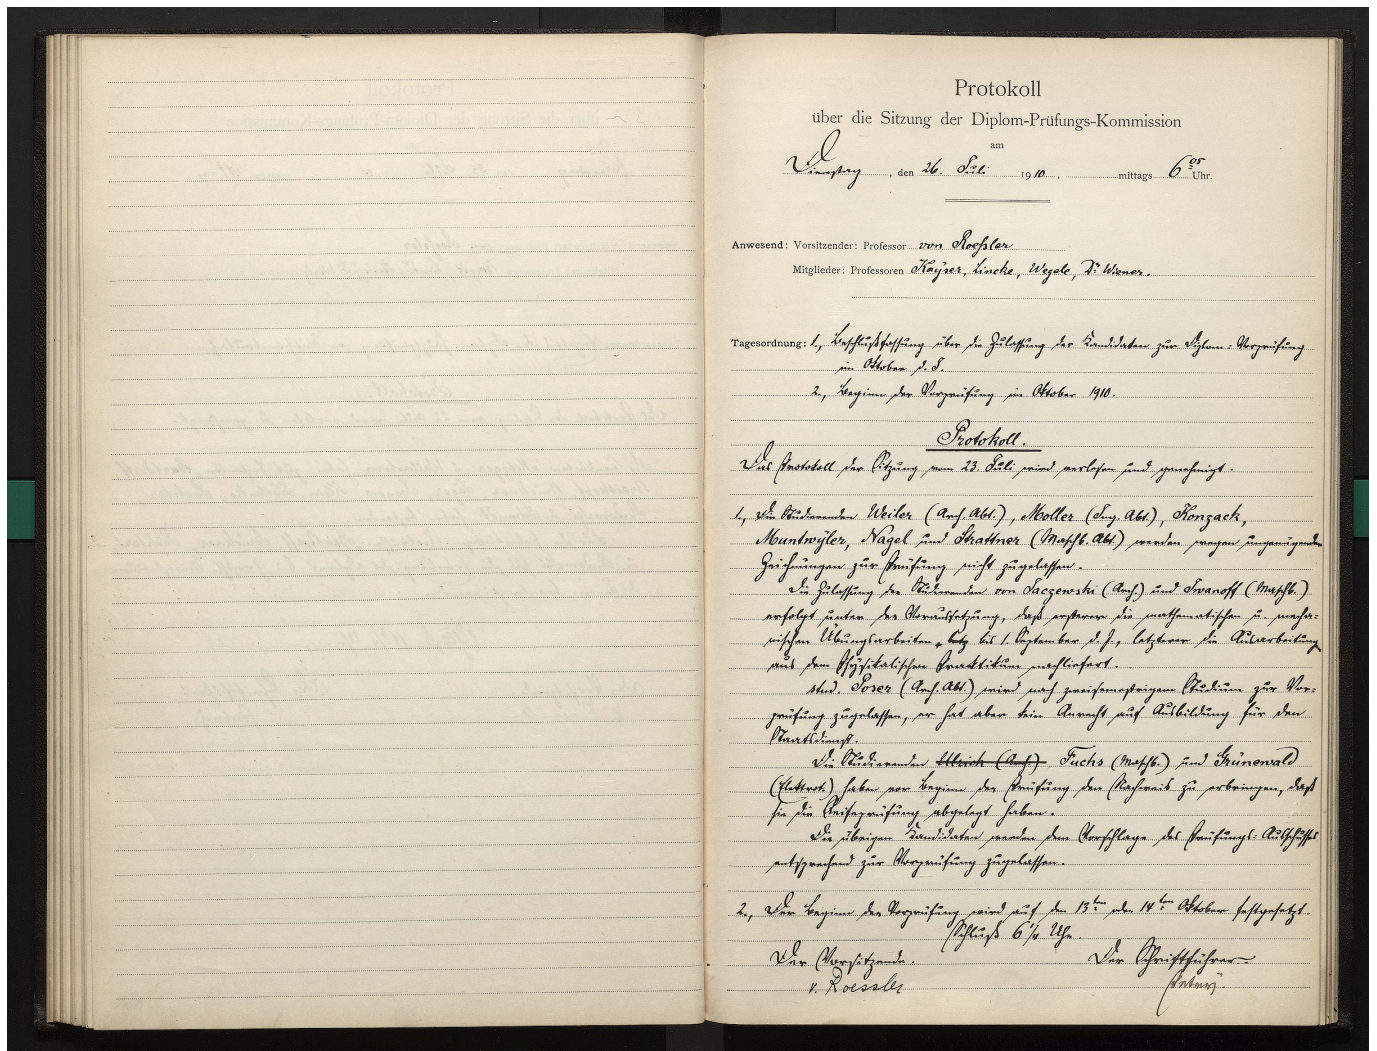 Protokoll
über die Sitzung der Diplom-Prüfungs-Kommission
am
Dienstag, den 26. Juli 1910, mittags 6 05 Uhr.
Anwesend: Vorsitzender: Professor von Roeßler
Mitglieder: Professoren Kayser, Lincke, Wegele, Dr. Wiener.
Tagesordnung: 1., Beschlußfassung über die Zulassung der Kandidaten zur Diplom-Vorprüfung
im Oktober d. J.
2., Beginn der Vorprüfung im Oktober 1910.
Protokoll.
Das Protokoll der Sitzung vom 23. Juli wird verlesen und genehmigt.
1., Die Studierenden Weiler (Arch. Abt.), Moller (Ing. Abt.), Konzack,
Muntwyler, Nagel und Strattner (Maschb. Abt.) werden wegen ungenügender
Zeichnungen zur Prüfung nicht zugelassen.
Die Zulassung der Studierenden von Jaczewski (Arch.) und Iwanoff (Maschb.)
erfolgt unter der Voraussetzung, daß ersterer die mathematischen u. mecha-
nischen Übungsarbeiten, bis 1. September d. J., letzterer die Ausarbeitung
aus dem Physikalischen Praktikum nachliefert.
stud. Poser (Arch. Abt.) wird nach zweisemestrigem Studium zur Vor-
prüfung zugelassen, er hat aber kein Anrecht auf Ausbildung für den
Staatsdienst.
Die Studierenden Ullrich (Arch.) Fuchs (Maschb.) und Grünewald
(Elektrot.) haben vor Beginn der Prüfung den Nachweis zu erbringen, daß
sie die Reifeprüfung abgelegt haben.
Die übrigen Kandidaten werden dem Vorschlage des Prüfungs-Ausschusses
entsprechend zur Vorprüfung zugelassen.
2., Der Beginn der Vorprüfung wird auf den 13ten oder 14ten Oktober festgesetzt.
Schluß 6 1/4 Uhr.
Der Vorsitzende. Der Schriftführer
v. Roessler